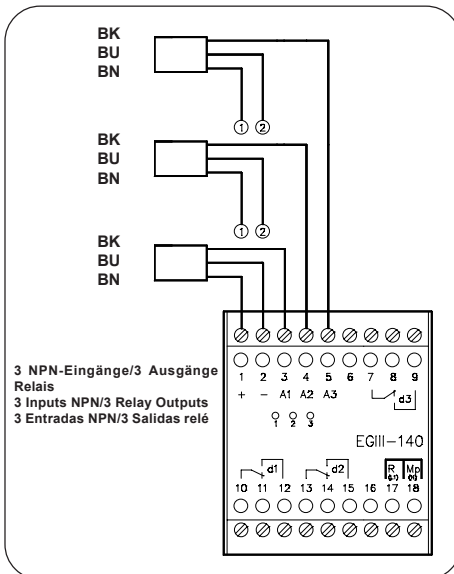 BK
BU
BN
1 2
BK
BU
BN
1 2
BK
BU
BN
3 NPN-Eingänge/3 Ausgänge
Relais
3 Inputs NPN/3 Relay Outputs
3 Entradas NPN/3 Salidas relé
1 2 3 4 5 6 7 8 9
+ − A1 A2 A3
d3
1 2 3
EGIII-140
d1 d2 R Mp
10 11 12 13 14 15 16 17 18